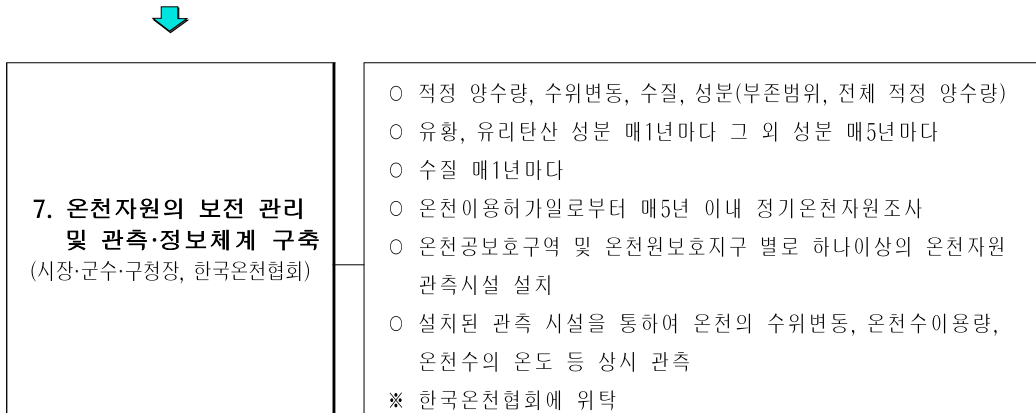 7. 온천자원의 보전 관리
및 관측·정보체계 구축
(시장·군수·구청장, 한국온천협회)
○ 적정 양수량, 수위변동, 수질, 성분(부존범위, 전체 적정 양수량)
○ 유황, 유리탄산 성분 매1년마다 그 외 성분 매5년마다
○ 수질 매1년마다
○ 온천이용허가일로부터 매5년 이내 정기온천자원조사
○ 온천공보호구역 및 온천원보호지구 별로 하나이상의 온천자원
관측시설 설치
○ 설치된 관측 시설을 통하여 온천의 수위변동, 온천수이용량,
온천수의 온도 등 상시 관측
※ 한국온천협회에 위탁